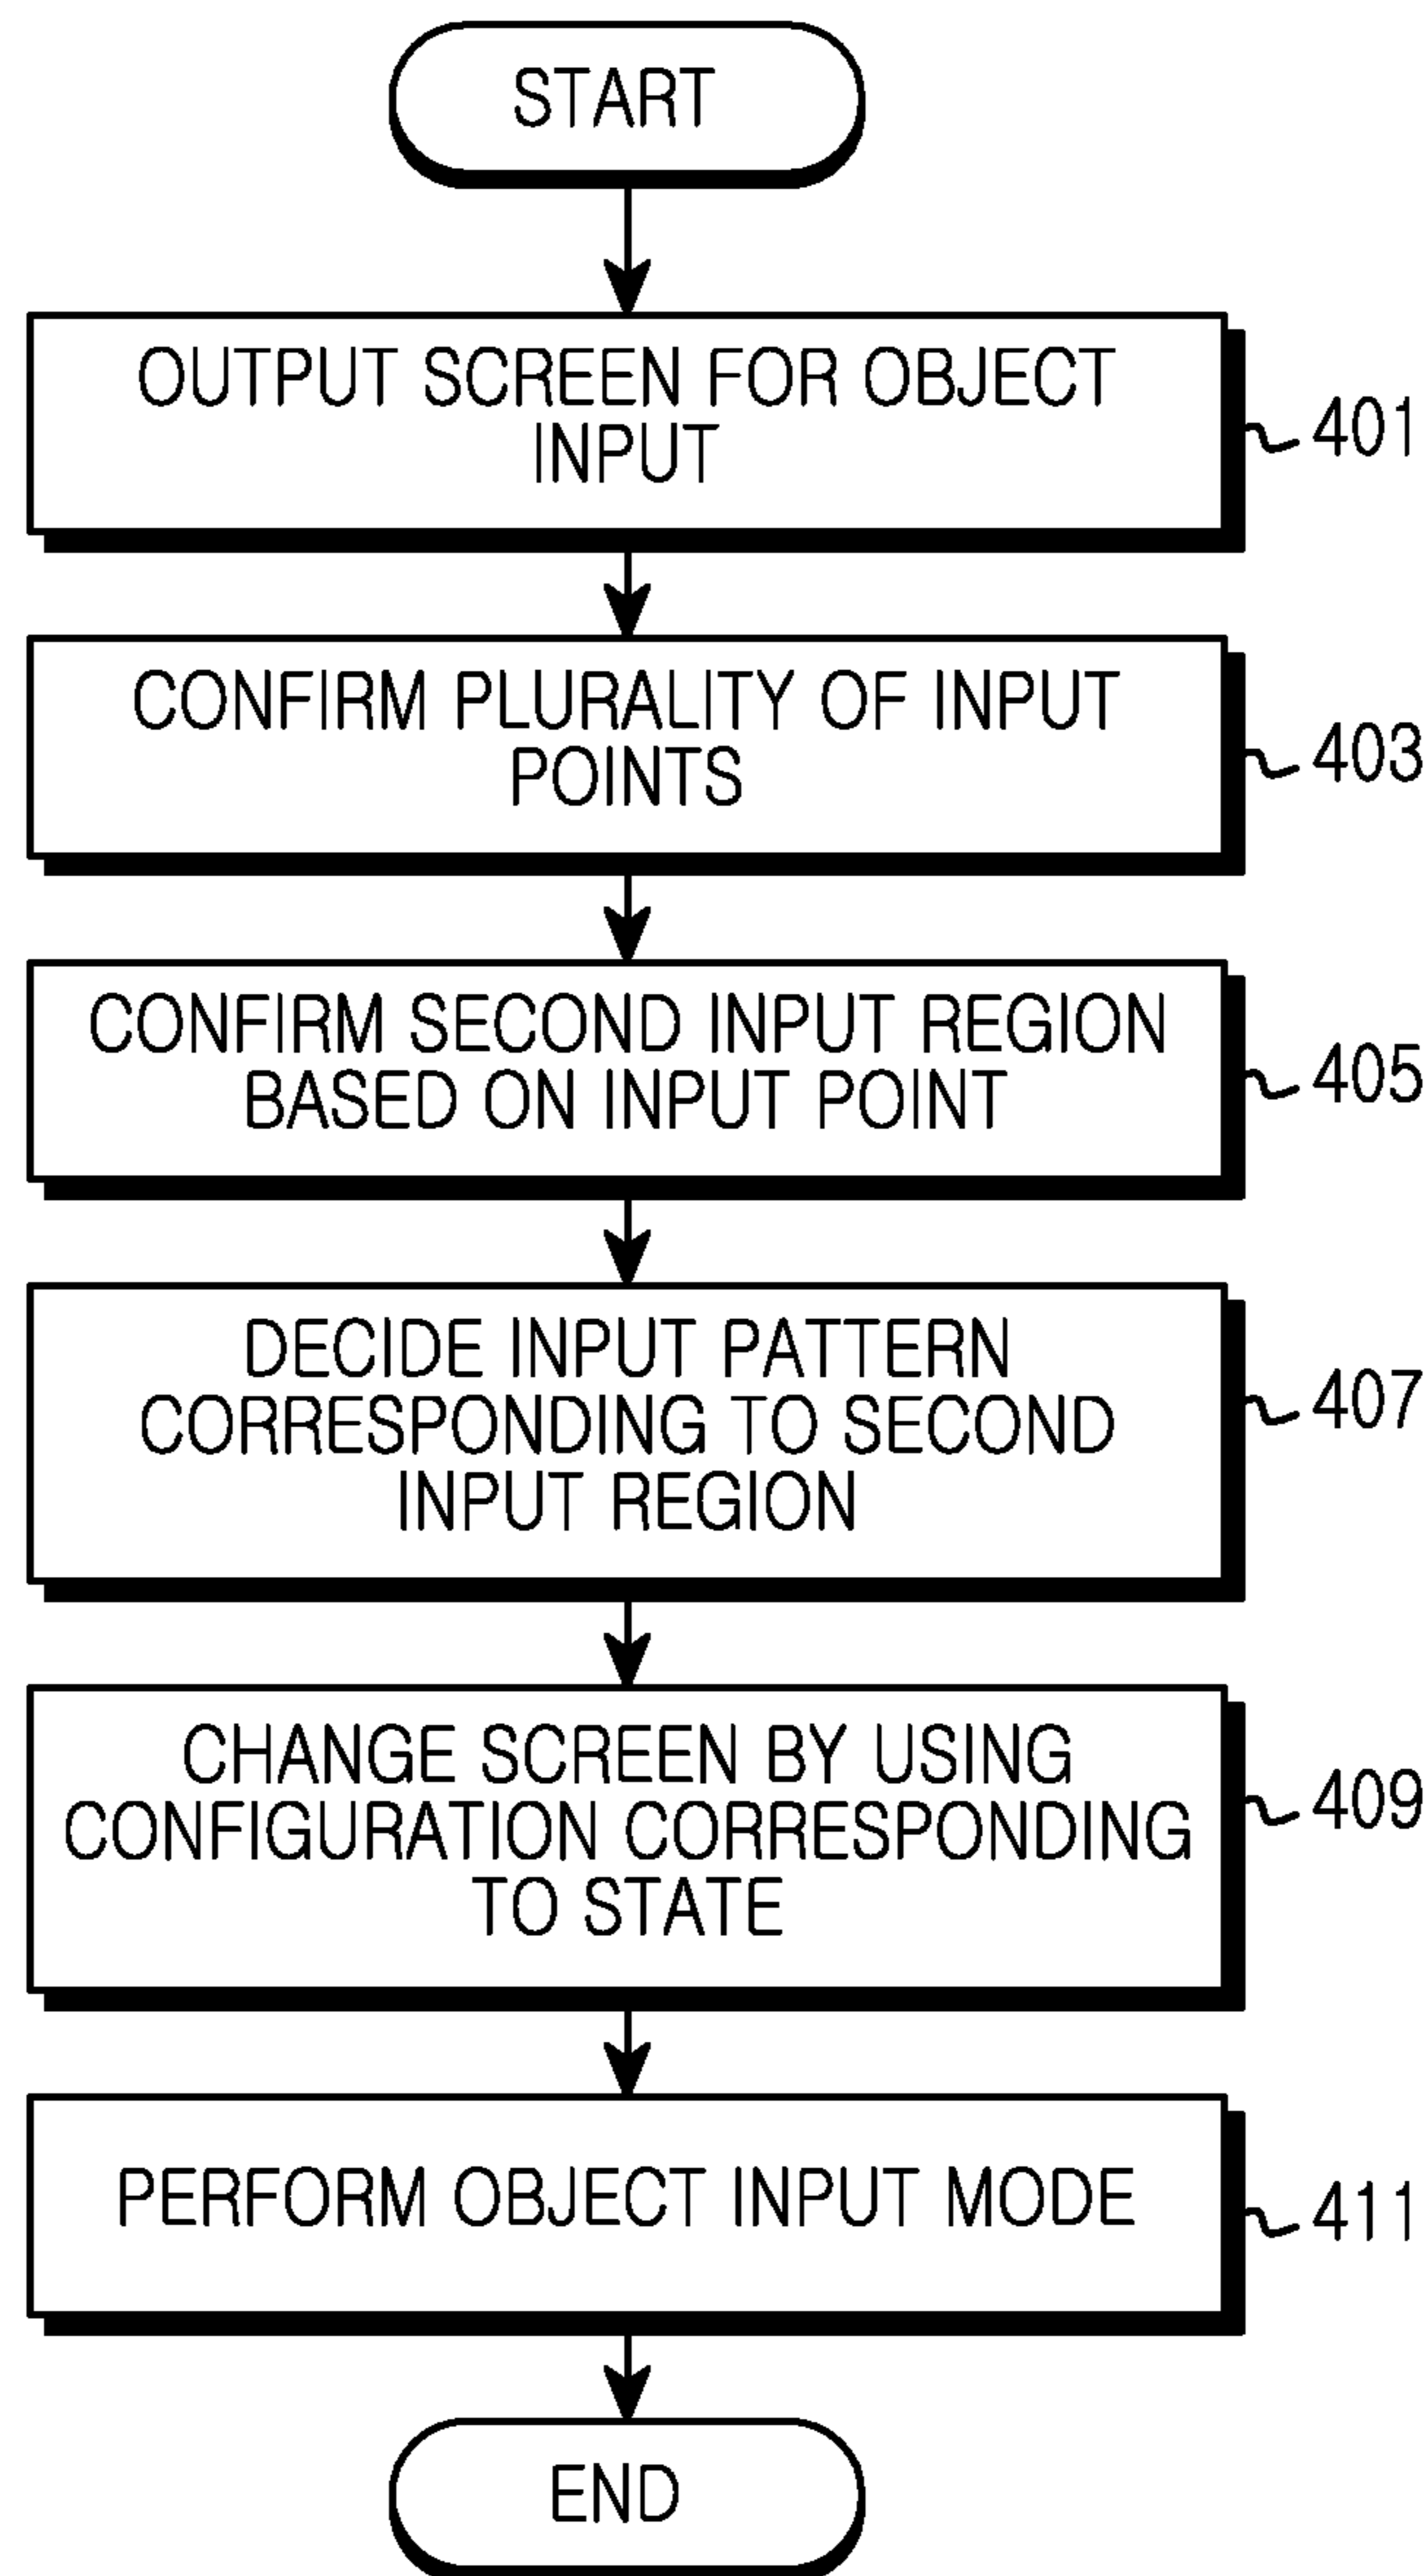 START
OUTPUT SCREEN FOR OBJECT
INPUT
401
CONFIRM PLURALITY OF INPUT
POINTS
403
CONFIRM SECOND INPUT REGION
BASED ON INPUT POINT
405
DECIDE INPUT PATTERN
CORRESPONDING TO SECOND
INPUT REGION
407
CHANGE SCREEN BY USING
CONFIGURATION CORRESPONDING
TO STATE
409
PERFORM OBJECT INPUT MODE
411
END